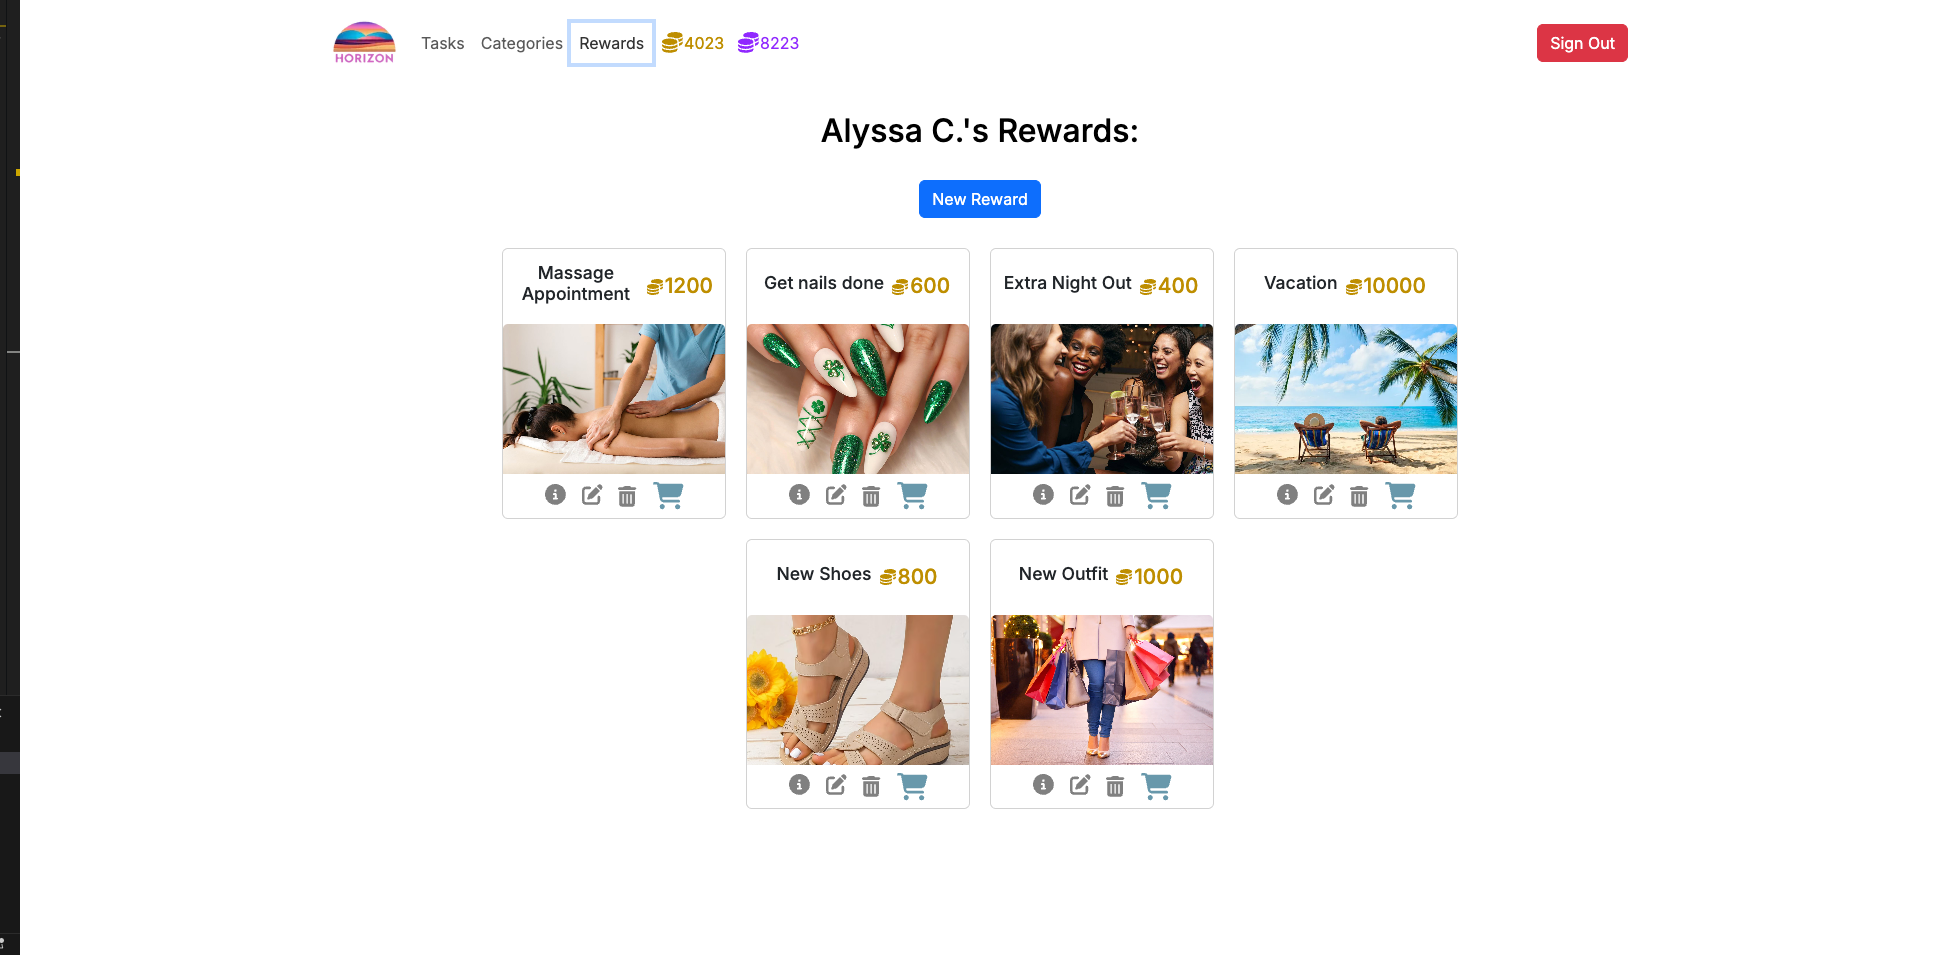 HORIZON
Tasks Categories Rewards 4023 8223
Sign Out
Alyssa C.'s Rewards:
New Reward
Massage
Appointment
1200
Get nails done 600
Extra Night Out 400
Vacation 10000
New Shoes 800
New Outfit 1000